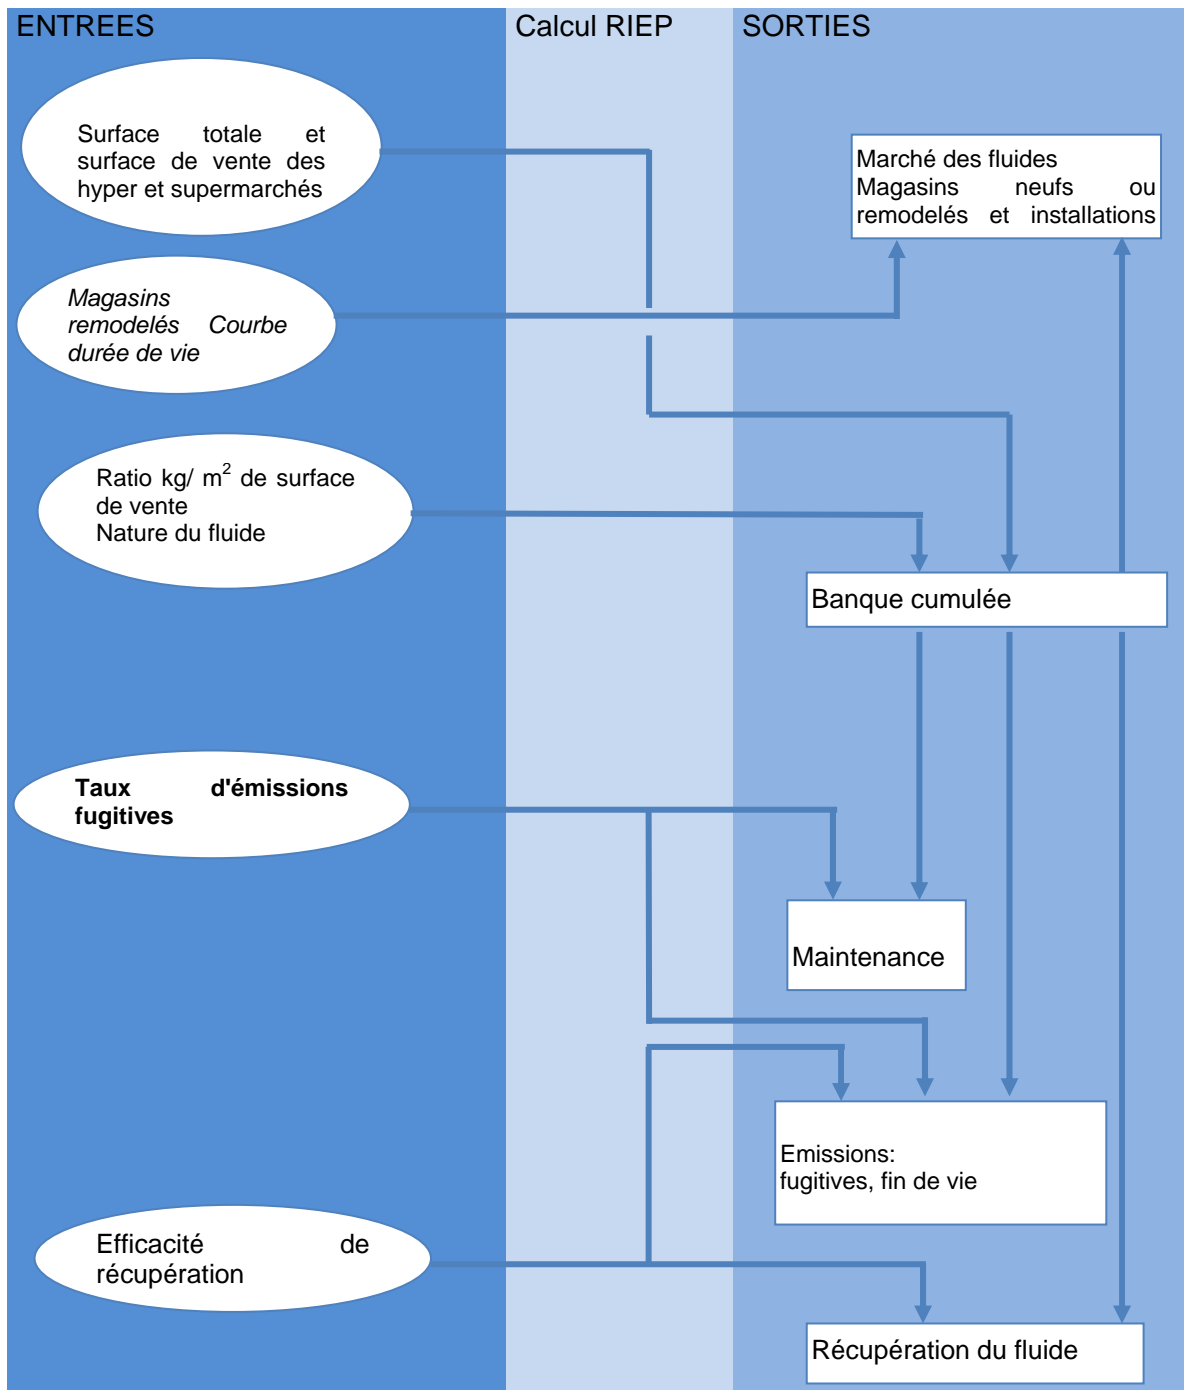 ENTREES
Calcul RIEP
SORTIES
Surface totale et
surface de vente des
hyper et supermarchés
Marché des fluides
Magasins neufs ou
remodelés et installations
Magasins
remodelés Courbe
durée de vie
Ratio kg/ m² de surface
de vente
Nature du fluide
Banque cumulée
Taux d'émissions
fugitives
Maintenance
Emissions:
fugitives, fin de vie
Efficacité de
récupération
Récupération du fluide